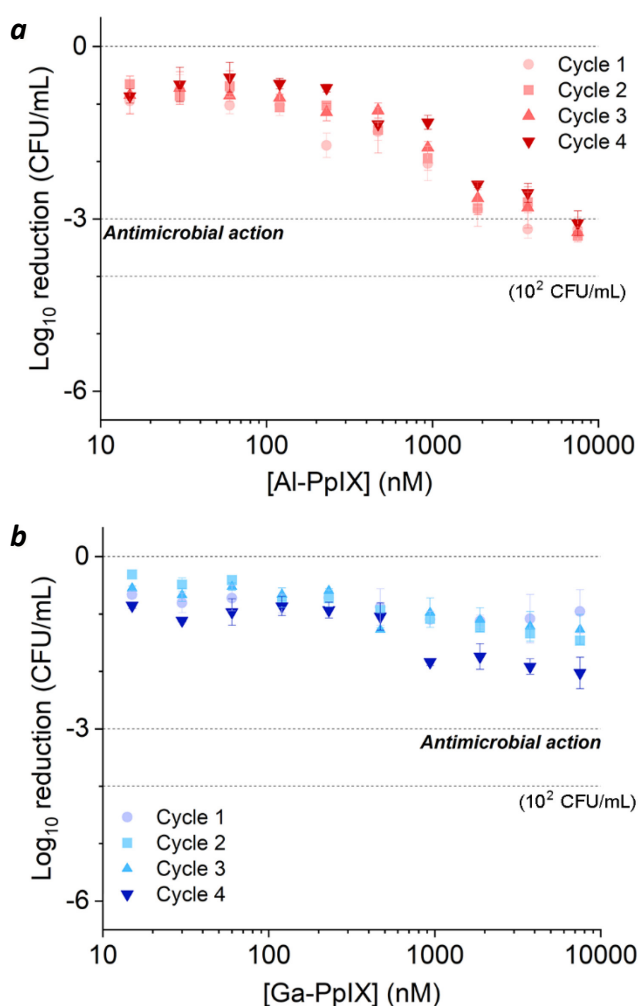 a
0
Cycle 1
Cycle 2
Cycle 3
Cycle 4
-3
Antimicrobial action
(10² CFU/mL)
-6
Log₁₀ reduction (CFU/mL)
10
100
1000
10000
[Al-PpIX] (nM)
b
0
-3
Antimicrobial action
(10² CFU/mL)
Cycle 1
Cycle 2
Cycle 3
Cycle 4
-6
Log₁₀ reduction (CFU/mL)
10
100
1000
10000
[Ga-PpIX] (nM)